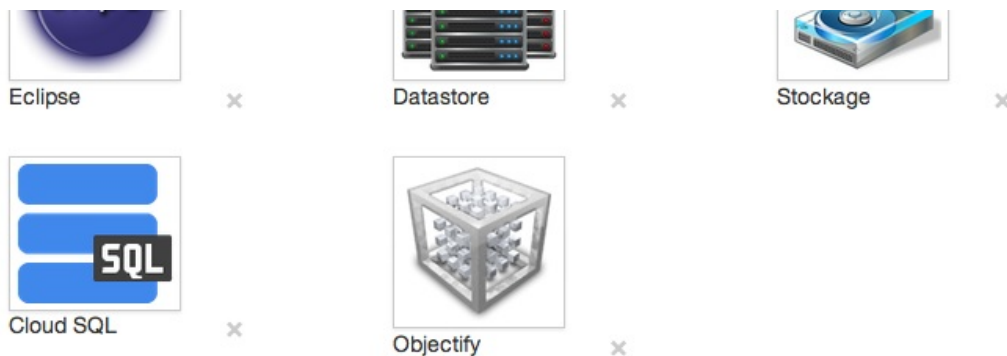 Eclipse
Datastore
Stockage
SQL
Cloud SQL
Objectify